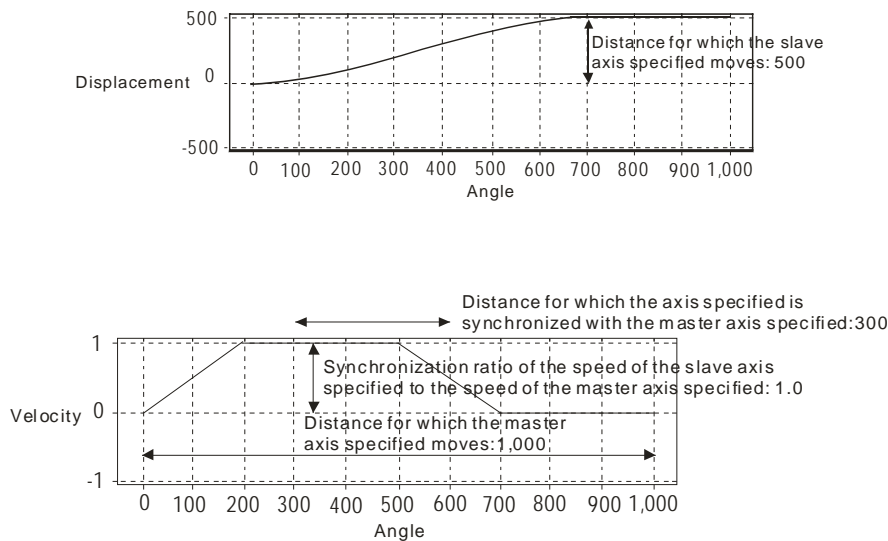 500
Distance for which the slave
axis specified moves: 500
Displacement 0
-500
0 100 200 300 400 500 600 700 800 900 1,000
Angle
Distance for which the axis specified is
synchronized with the master axis specified:300
1
Synchronization ratio of the speed of the slave axis
specified to the speed of the master axis specified: 1.0
Velocity 0
Distance for which the master
axis specified moves:1,000
-1
0 100 200 300 400 500 600 700 800 900 1,000
Angle